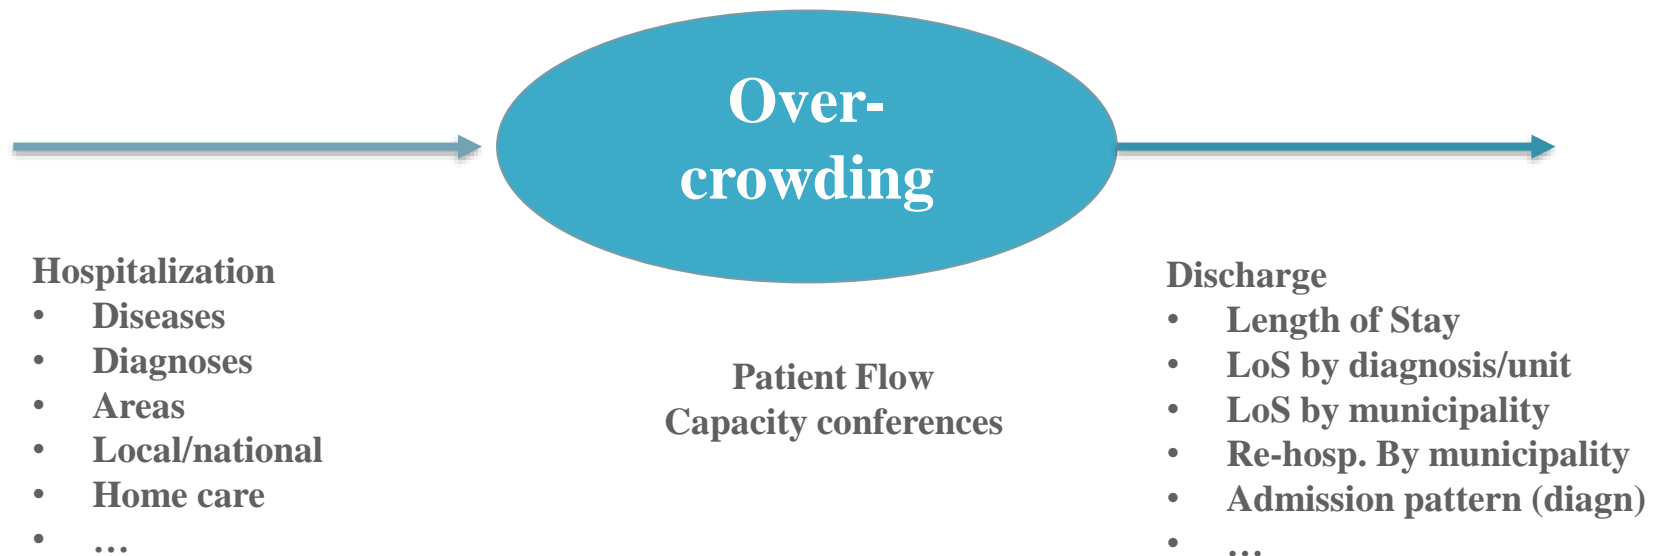 Over-
crowding
Hospitalization
• Diseases
• Diagnoses
• Areas
• Local/national
• Home care
• …
Patient Flow
Capacity conferences
Discharge
• Length of Stay
• LoS by diagnosis/unit
• LoS by municipality
• Re-hosp. By municipality
• Admission pattern (diagn)
• …